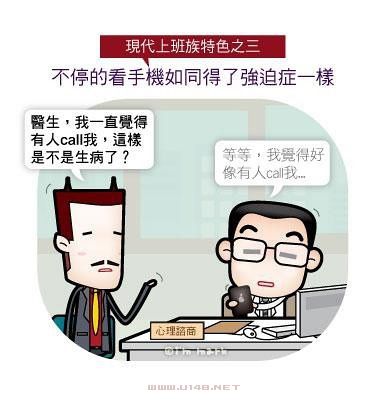 現代上班族特色之三
不停的看手機如同得了強迫症一樣
醫生，我一直覺得
有人call我，這樣
是不是生病了？
等等，我覺得好
像有人call我...
心理諮商
@Im mark
WWW.U148.NET